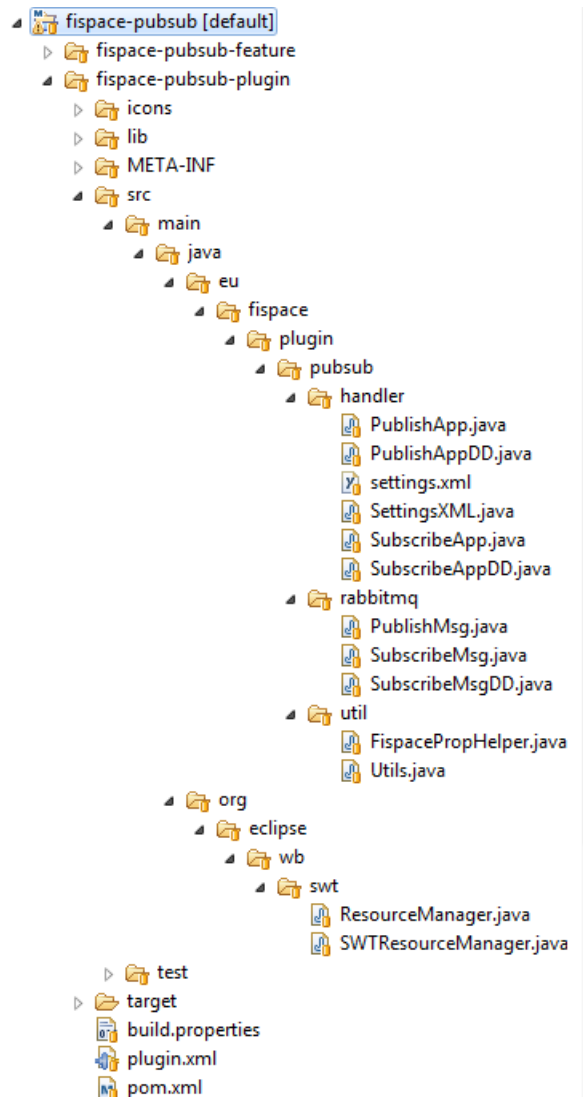 fispace-pubsub [default]
fispace-pubsub-feature
fispace-pubsub-plugin
icons
lib
META-INF
src
main
java
eu
fispace
plugin
pubsub
handler
PublishApp.java
PublishAppDD.java
settings.xml
SettingsXML.java
SubscribeApp.java
SubscribeAppDD.java
rabbitmq
PublishMsg.java
SubscribeMsg.java
SubscribeMsgDD.java
util
FispacePropHelper.java
Utils.java
org
eclipse
wb
swt
ResourceManager.java
SWTResourceManager.java
test
target
build.properties
plugin.xml
pom.xml